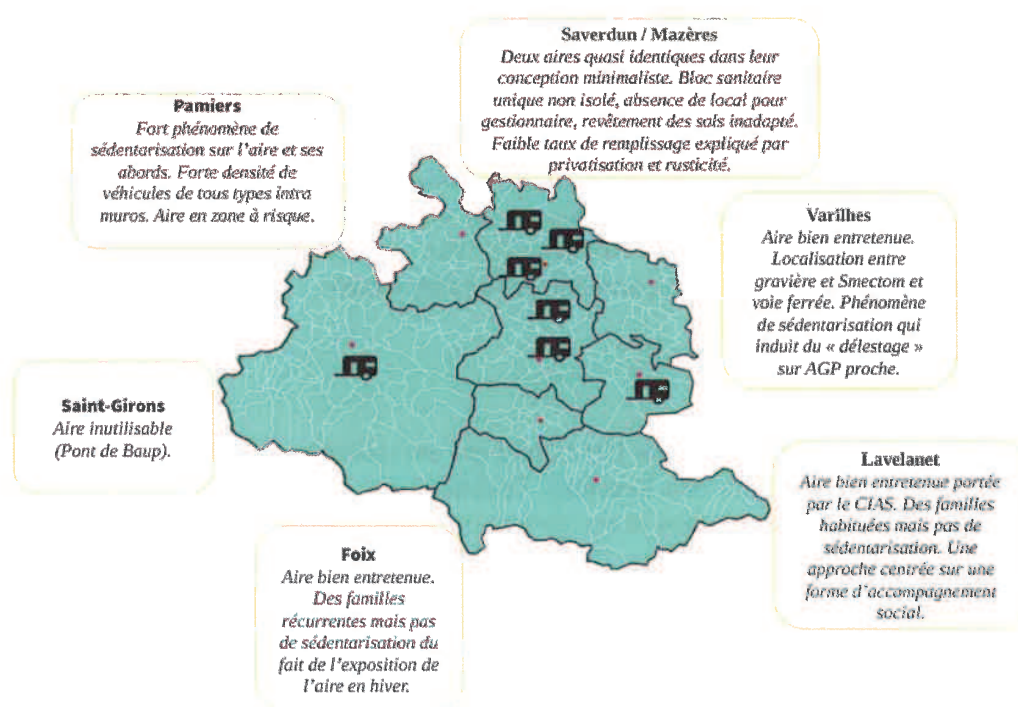 Saverdun / Mazères
Deux aires quasi identiques dans leur
conception minimaliste. Bloc sanitaire
unique non isolé, absence de local pour
gestionnaire, revêtement des sols inadapté.
Faible taux de remplissage expliqué par
privatisation et rusticité.
Pamiers
Fort phénomène de
sédentarisation sur l'aire et ses
abords. Forte densité de
véhicules de tous types intra
muros. Aire en zone à risque.
Varilhes
Aire bien entretenue.
Localisation entre
gravière et Smectom et
voie ferrée. Phénomène
de sédentarisation qui
induit du « délestage »
sur AGP proche.
Saint-Girons
Aire inutilisable
(Pont de Baup).
Lavelanet
Aire bien entretenue portée
par le CIAS. Des familles
habituées mais pas de
sédentarisation. Une
approche centrée sur une
forme d'accompagnement
social.
Foix
Aire bien entretenue.
Des familles
récurrentes mais pas
de sédentarisation du
fait de l'exposition de
l'aire en hiver.